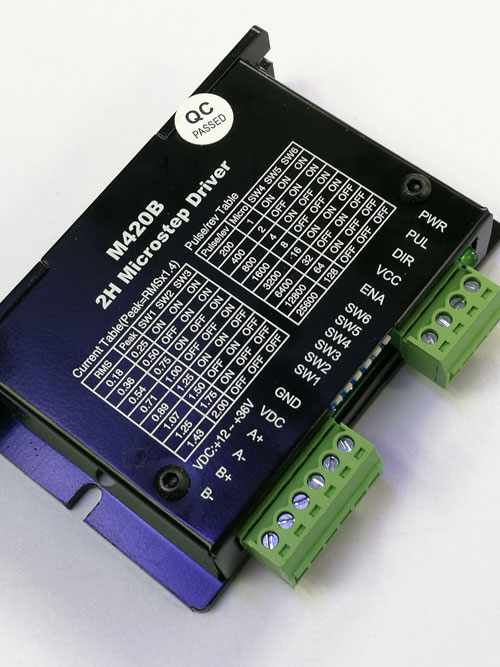 QC
PASSED
M420B
2H Microstep Driver
Pulse/rev Table
Pulse/rev Micro SW4 SW5 SW6
200 1 ON ON ON
400 2 OFF ON ON
800 4 ON OFF ON
1600 8 OFF OFF ON
3200 16 ON ON OFF
6400 32 OFF ON OFF
12800 64 ON OFF OFF
25600 128 OFF OFF OFF
Current Table(Peak=RMSx1.4)
RMS Peak SW1 SW2 SW3
0.18 0.25 ON ON ON
0.36 0.50 OFF ON ON
0.54 0.75 ON OFF ON
0.71 1.00 OFF OFF ON
0.89 1.25 ON ON OFF
1.07 1.50 OFF ON OFF
1.25 1.75 ON OFF OFF
1.43 2.00 OFF OFF OFF
VDC:+12～+36V
PWR
PUL
DIR
VCC
ENA
SW6
SW5
SW4
SW3
SW2
SW1
GND
VDC
A+
A-
B+
B-